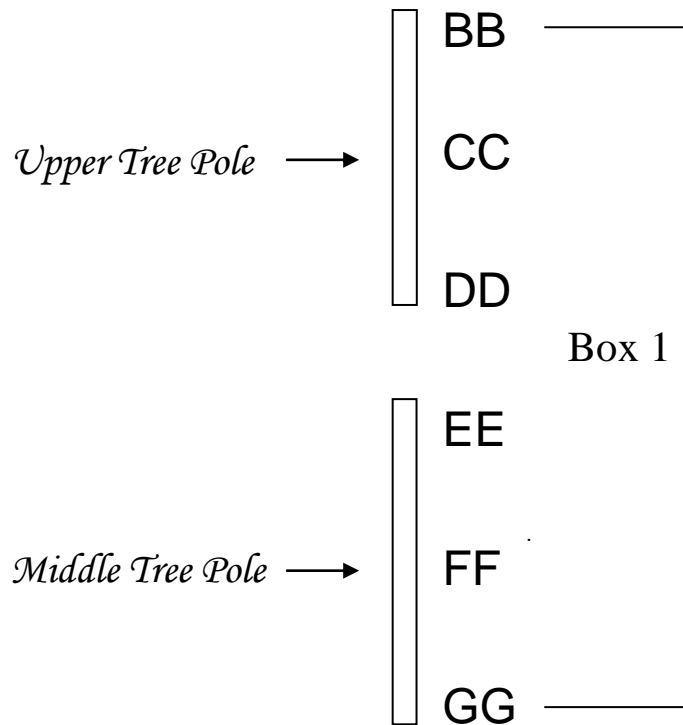 BB
Upper Tree Pole
CC
DD
Box 1
EE
Middle Tree Pole
FF
GG